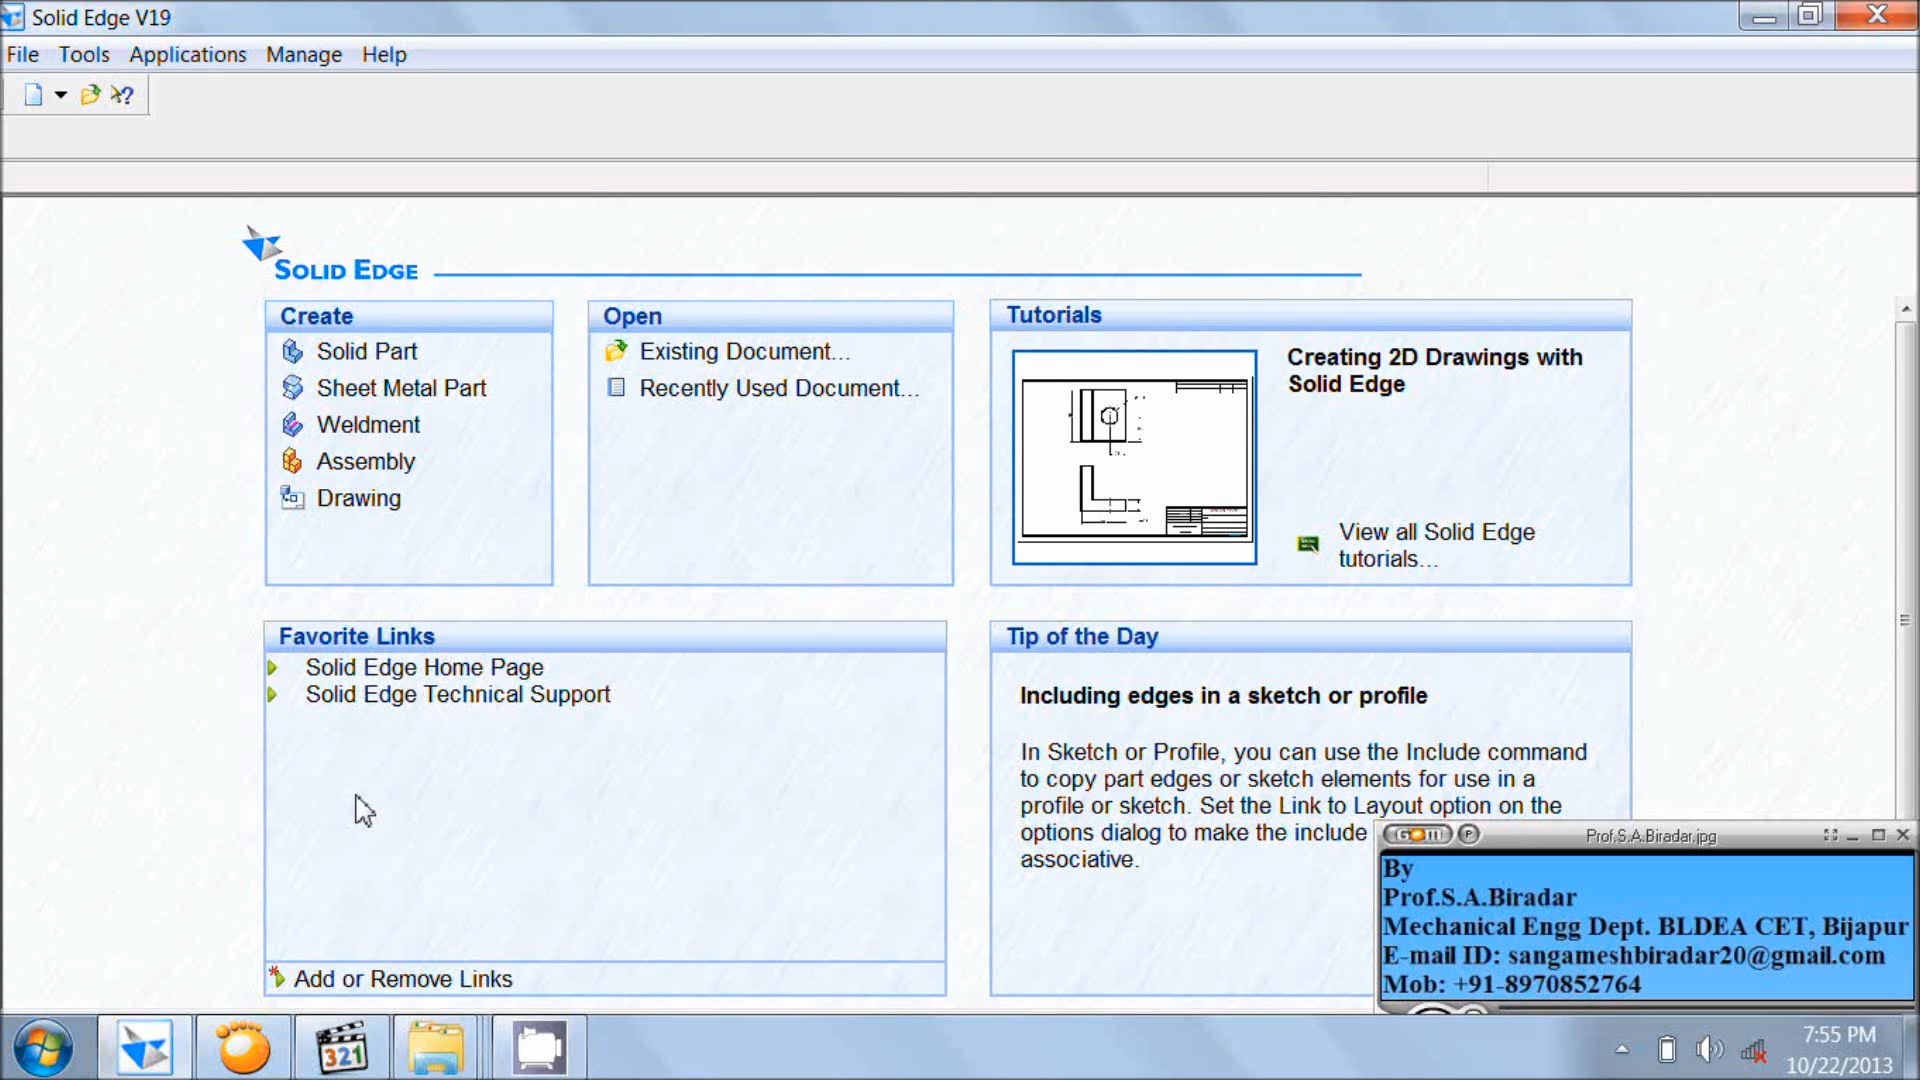 Solid Edge V19
File Tools Applications Manage Help
SOLID EDGE
Create
Solid Part
Sheet Metal Part
Weldment
Assembly
Drawing
Open
Existing Document...
Recently Used Document...
Tutorials
Creating 2D Drawings with
Solid Edge
View all Solid Edge
tutorials...
Favorite Links
Solid Edge Home Page
Solid Edge Technical Support
Add or Remove Links
Tip of the Day
Including edges in a sketch or profile
In Sketch or Profile, you can use the Include command
to copy part edges or sketch elements for use in a
profile or sketch. Set the Link to Layout option on the
options dialog to make the include
associative.
Prof.S.A.Biradar.jpg
By
Prof.S.A.Biradar
Mechanical Engg Dept. BLDEA CET, Bijapur
E-mail ID: sangameshbiradar20@gmail.com
Mob: +91-8970852764
321
7:55 PM
10/22/2013